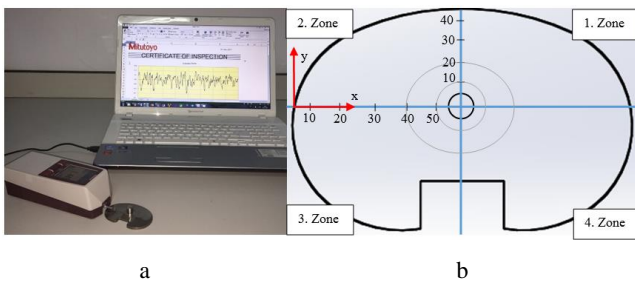 Mitutoyo
CERTIFICATE OF INSPECTION
2. Zone
1. Zone
40
30
20
10
y
x
10 20 30 40 50
3. Zone
4. Zone
a
b